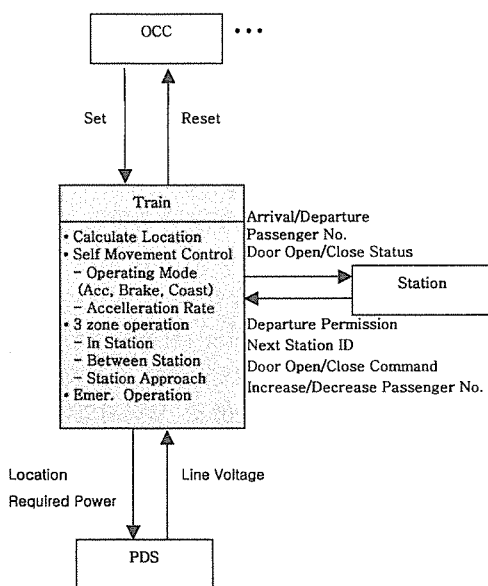 OCC
• • •
Set
Reset
Train
• Calculate Location
• Self Movement Control
– Operating Mode
(Acc, Brake, Coast)
– Accelleration Rate
• 3 zone operation
– In Station
– Between Station
– Station Approach
• Emer. Operation
Arrival/Departure
Passenger No.
Door Open/Close Status
Station
Departure Permission
Next Station ID
Door Open/Close Command
Increase/Decrease Passenger No.
Location
Required Power
Line Voltage
PDS